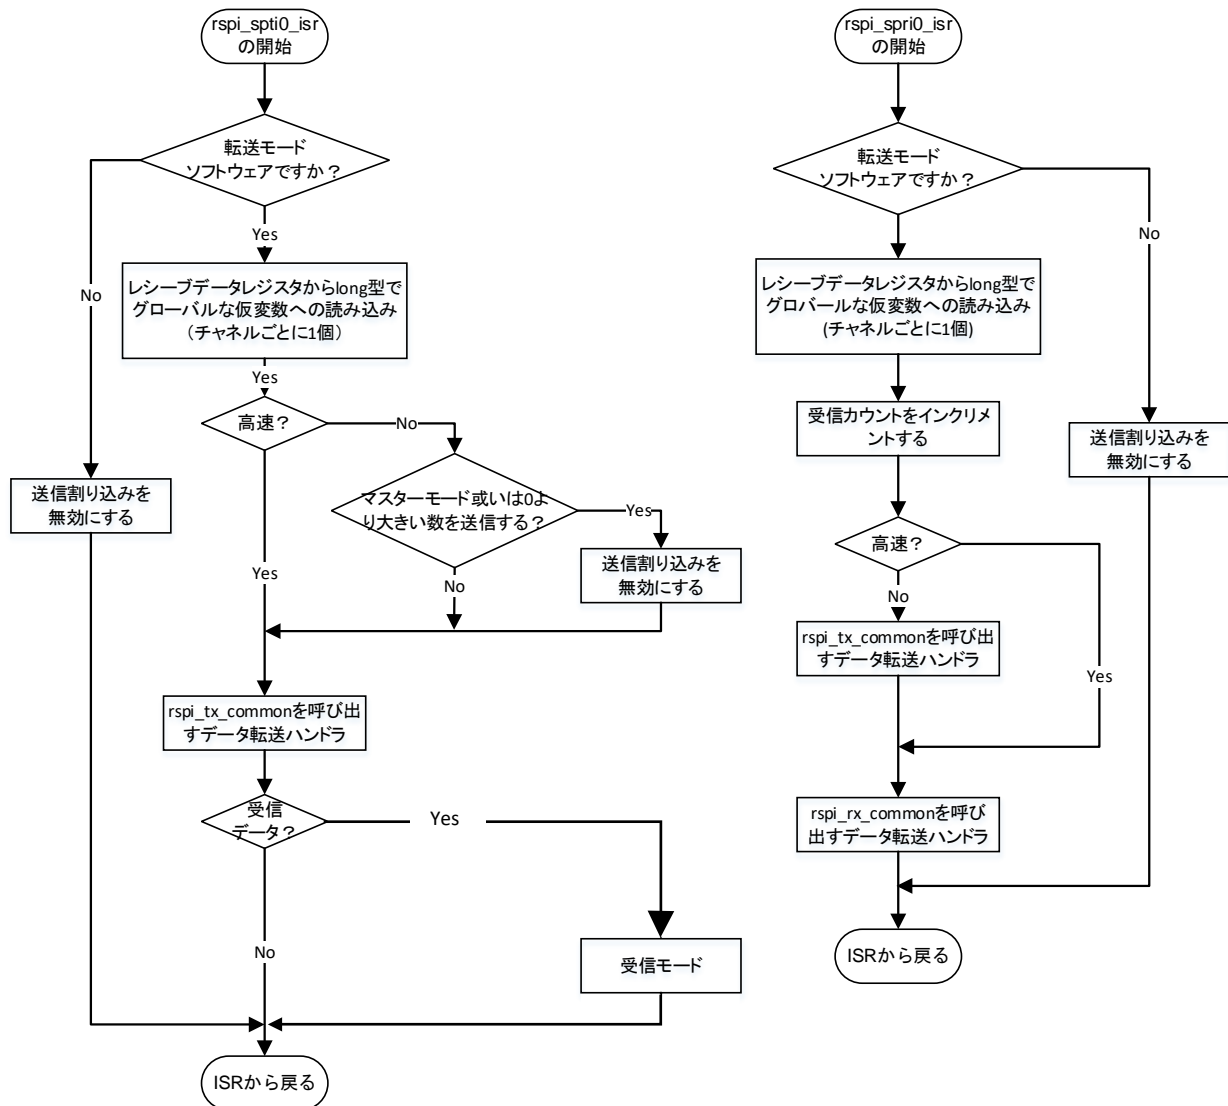 rspi_spti0_isr
の開始
転送モード
ソフトウェアですか？
Yes
No
レシーブデータレジスタからlong型で
グローバルな仮変数への読み込み
（チャネルごとに1個）
Yes
高速？
No
マスターモード或いは0よ
り大きい数を送信する？
Yes
送信割り込みを
無効にする
送信割り込みを
無効にする
Yes
No
rspi_tx_commonを呼び出
すデータ転送ハンドラ
受信
データ？
Yes
No
受信モード
ISRから戻る
rspi_spri0_isr
の開始
転送モード
ソフトウェアですか？
No
レシーブデータレジスタからlong型で
グロバールな仮変数への読み込み
(チャネルごとに1個)
受信カウントをインクリメ
ントする
送信割り込みを
無効にする
高速？
No
Yes
rspi_tx_commonを呼び出
すデータ転送ハンドラ
rspi_rx_commonを呼び
出すデータ転送ハンドラ
ISRから戻る